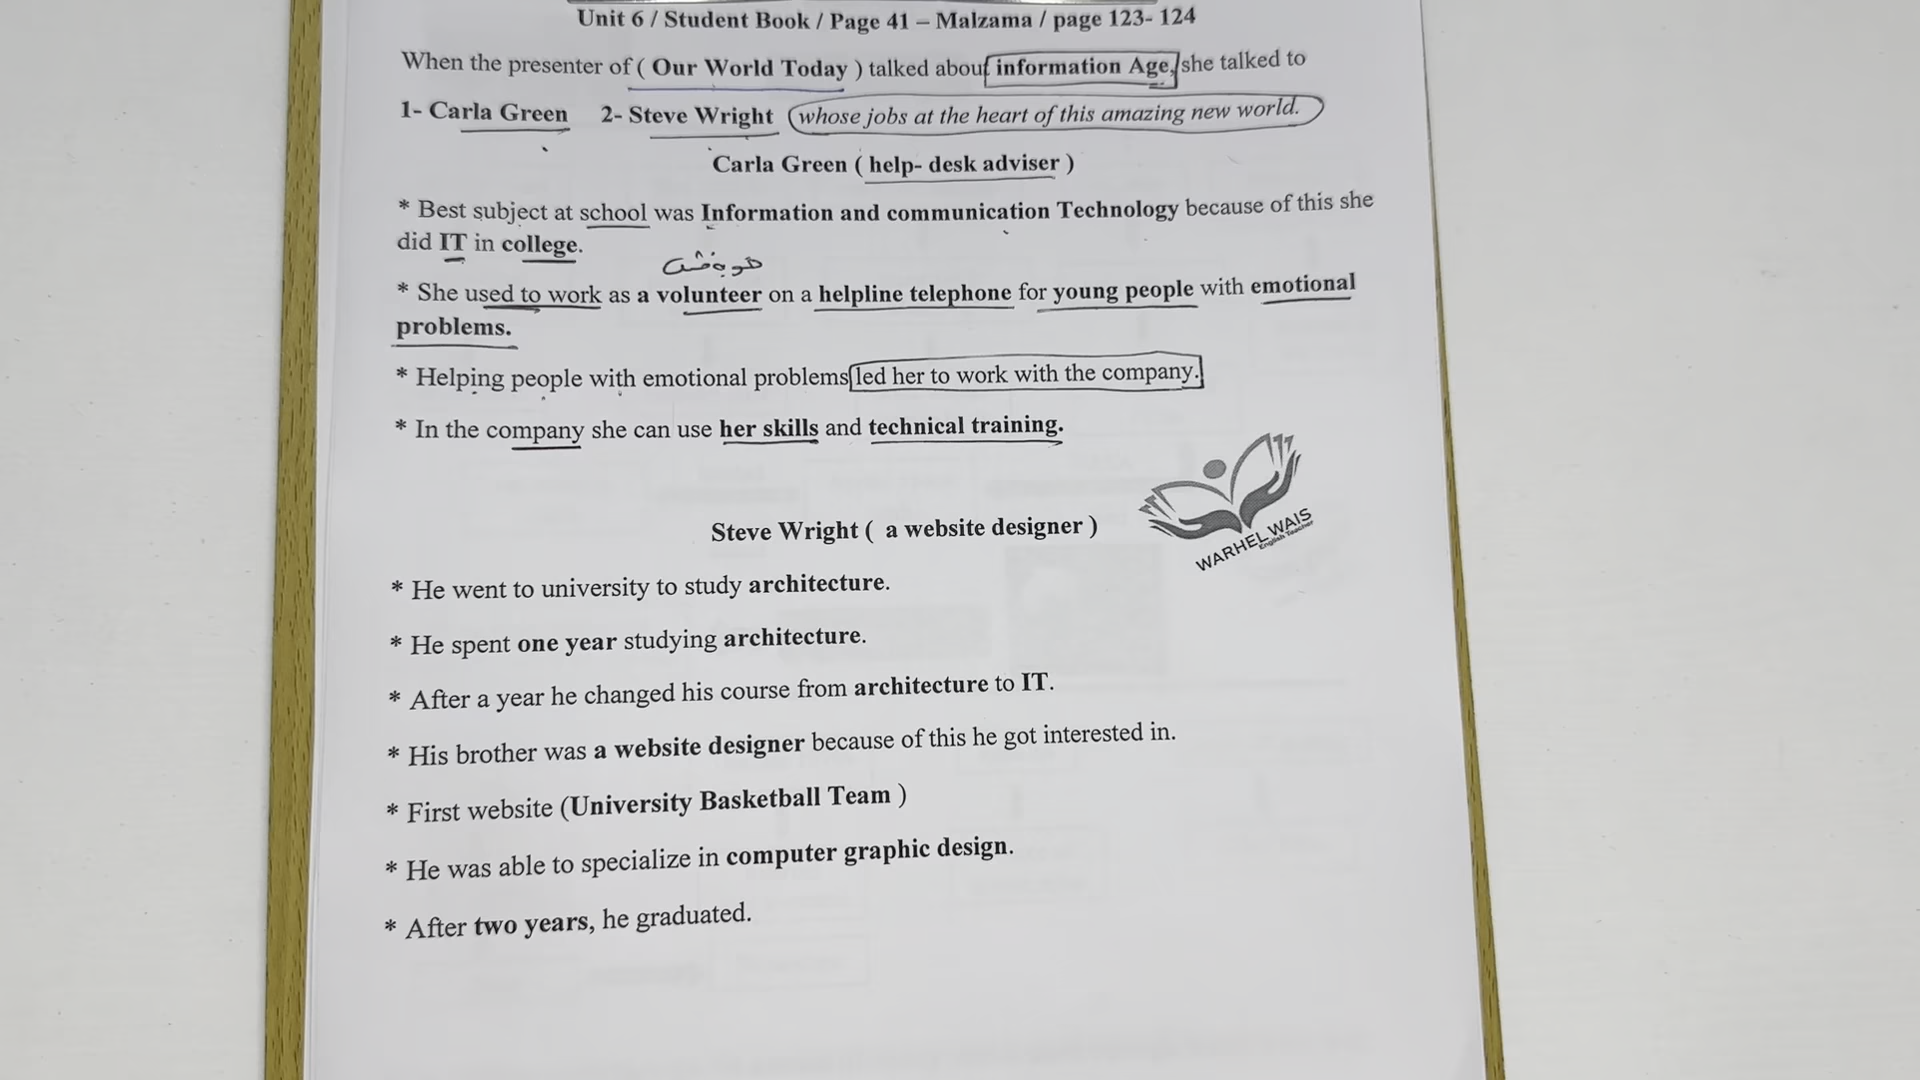 Unit 6 / Student Book / Page 41 – Malzama / page 123- 124
When the presenter of ( Our World Today ) talked about information Age, she talked to
1- Carla Green 2- Steve Wright whose jobs at the heart of this amazing new world.
Carla Green ( help- desk adviser )
* Best subject at school was Information and communication Technology because of this she
did IT in college.
* She used to work as a volunteer on a helpline telephone for young people with emotional
problems.
* Helping people with emotional problems led her to work with the company.
* In the company she can use her skills and technical training.
WARHEL WAIS
English Teacher
Steve Wright ( a website designer )
* He went to university to study architecture.
* He spent one year studying architecture.
* After a year he changed his course from architecture to IT.
* His brother was a website designer because of this he got interested in.
* First website (University Basketball Team )
* He was able to specialize in computer graphic design.
* After two years, he graduated.